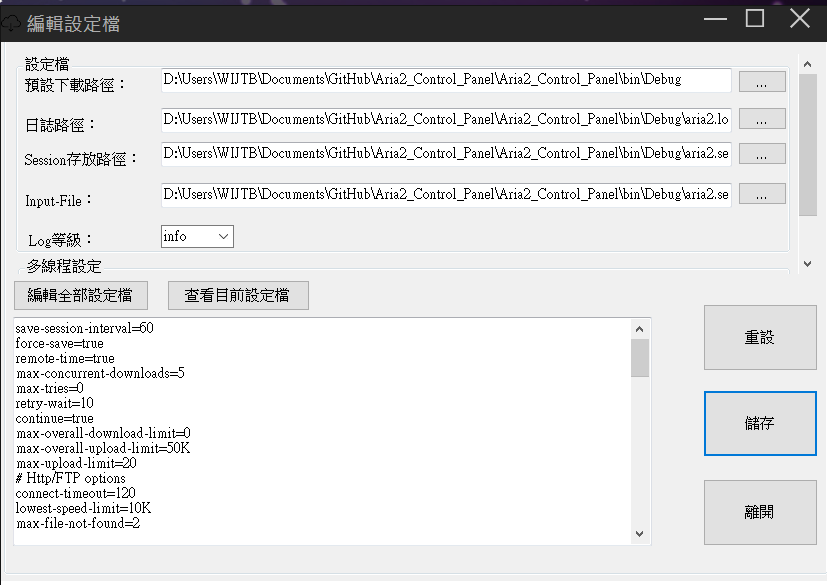 編輯設定檔
設定檔
預設下載路徑：
D:\Users\WIJTB\Documents\GitHub\Aria2_Control_Panel\Aria2_Control_Panel\bin\Debug
...
日誌路徑：
D:\Users\WIJTB\Documents\GitHub\Aria2_Control_Panel\Aria2_Control_Panel\bin\Debug\aria2.lo
...
Session存放路徑：
D:\Users\WIJTB\Documents\GitHub\Aria2_Control_Panel\Aria2_Control_Panel\bin\Debug\aria2.se
...
Input-File：
D:\Users\WIJTB\Documents\GitHub\Aria2_Control_Panel\Aria2_Control_Panel\bin\Debug\aria2.se
...
Log等級：
info
多線程設定
編輯全部設定檔
查看目前設定檔
save-session-interval=60
force-save=true
remote-time=true
max-concurrent-downloads=5
max-tries=0
retry-wait=10
continue=true
max-overall-download-limit=0
max-overall-upload-limit=50K
max-upload-limit=20
# Http/FTP options
connect-timeout=120
lowest-speed-limit=10K
max-file-not-found=2
重設
儲存
離開